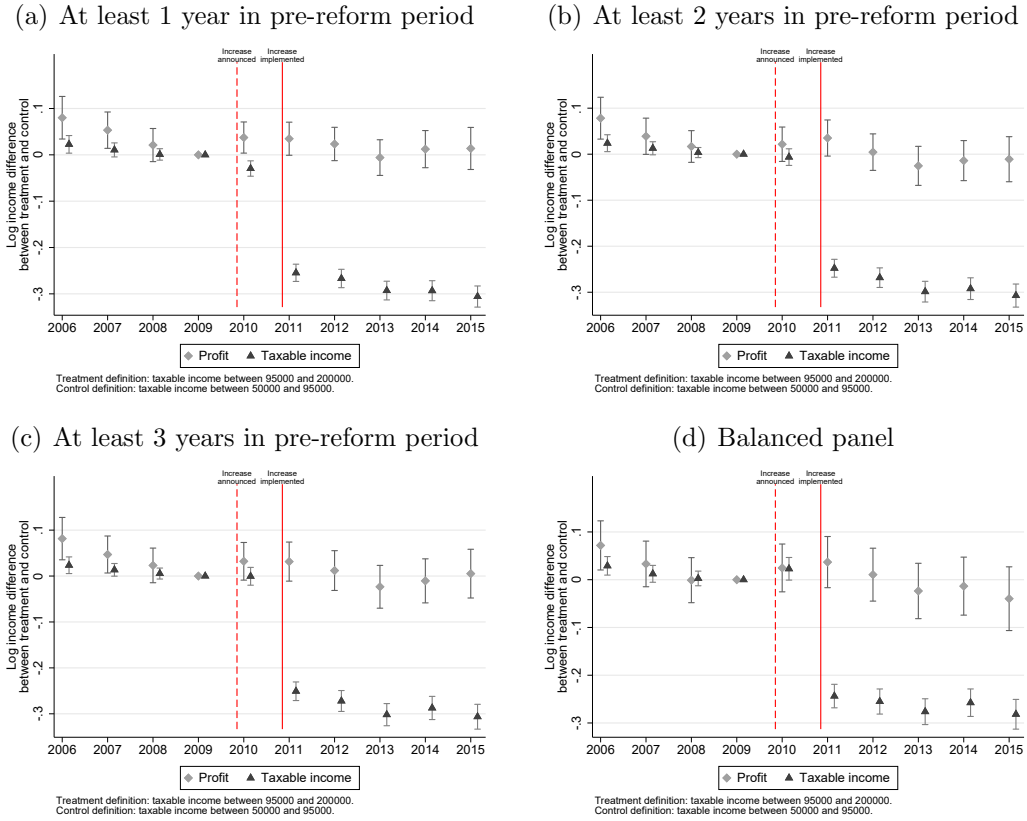 (a) At least 1 year in pre-reform period
Increase announced
Increase implemented
Log income difference
between treatment and control
.1
0
-.1
-.2
-.3
2006 2007 2008 2009 2010 2011 2012 2013 2014 2015
Profit Taxable income
Treatment definition: taxable income between 95000 and 200000.
Control definition: taxable income between 50000 and 95000.
(b) At least 2 years in pre-reform period
Increase announced
Increase implemented
Log income difference
between treatment and control
.1
0
-.1
-.2
-.3
2006 2007 2008 2009 2010 2011 2012 2013 2014 2015
Profit Taxable income
Treatment definition: taxable income between 95000 and 200000.
Control definition: taxable income between 50000 and 95000.
(c) At least 3 years in pre-reform period
Increase announced
Increase implemented
Log income difference
between treatment and control
.1
0
-.1
-.2
-.3
2006 2007 2008 2009 2010 2011 2012 2013 2014 2015
Profit Taxable income
Treatment definition: taxable income between 95000 and 200000.
Control definition: taxable income between 50000 and 95000.
(d) Balanced panel
Increase announced
Increase implemented
Log income difference
between treatment and control
.1
0
-.1
-.2
-.3
2006 2007 2008 2009 2010 2011 2012 2013 2014 2015
Profit Taxable income
Treatment definition: taxable income between 95000 and 200000.
Control definition: taxable income between 50000 and 95000.